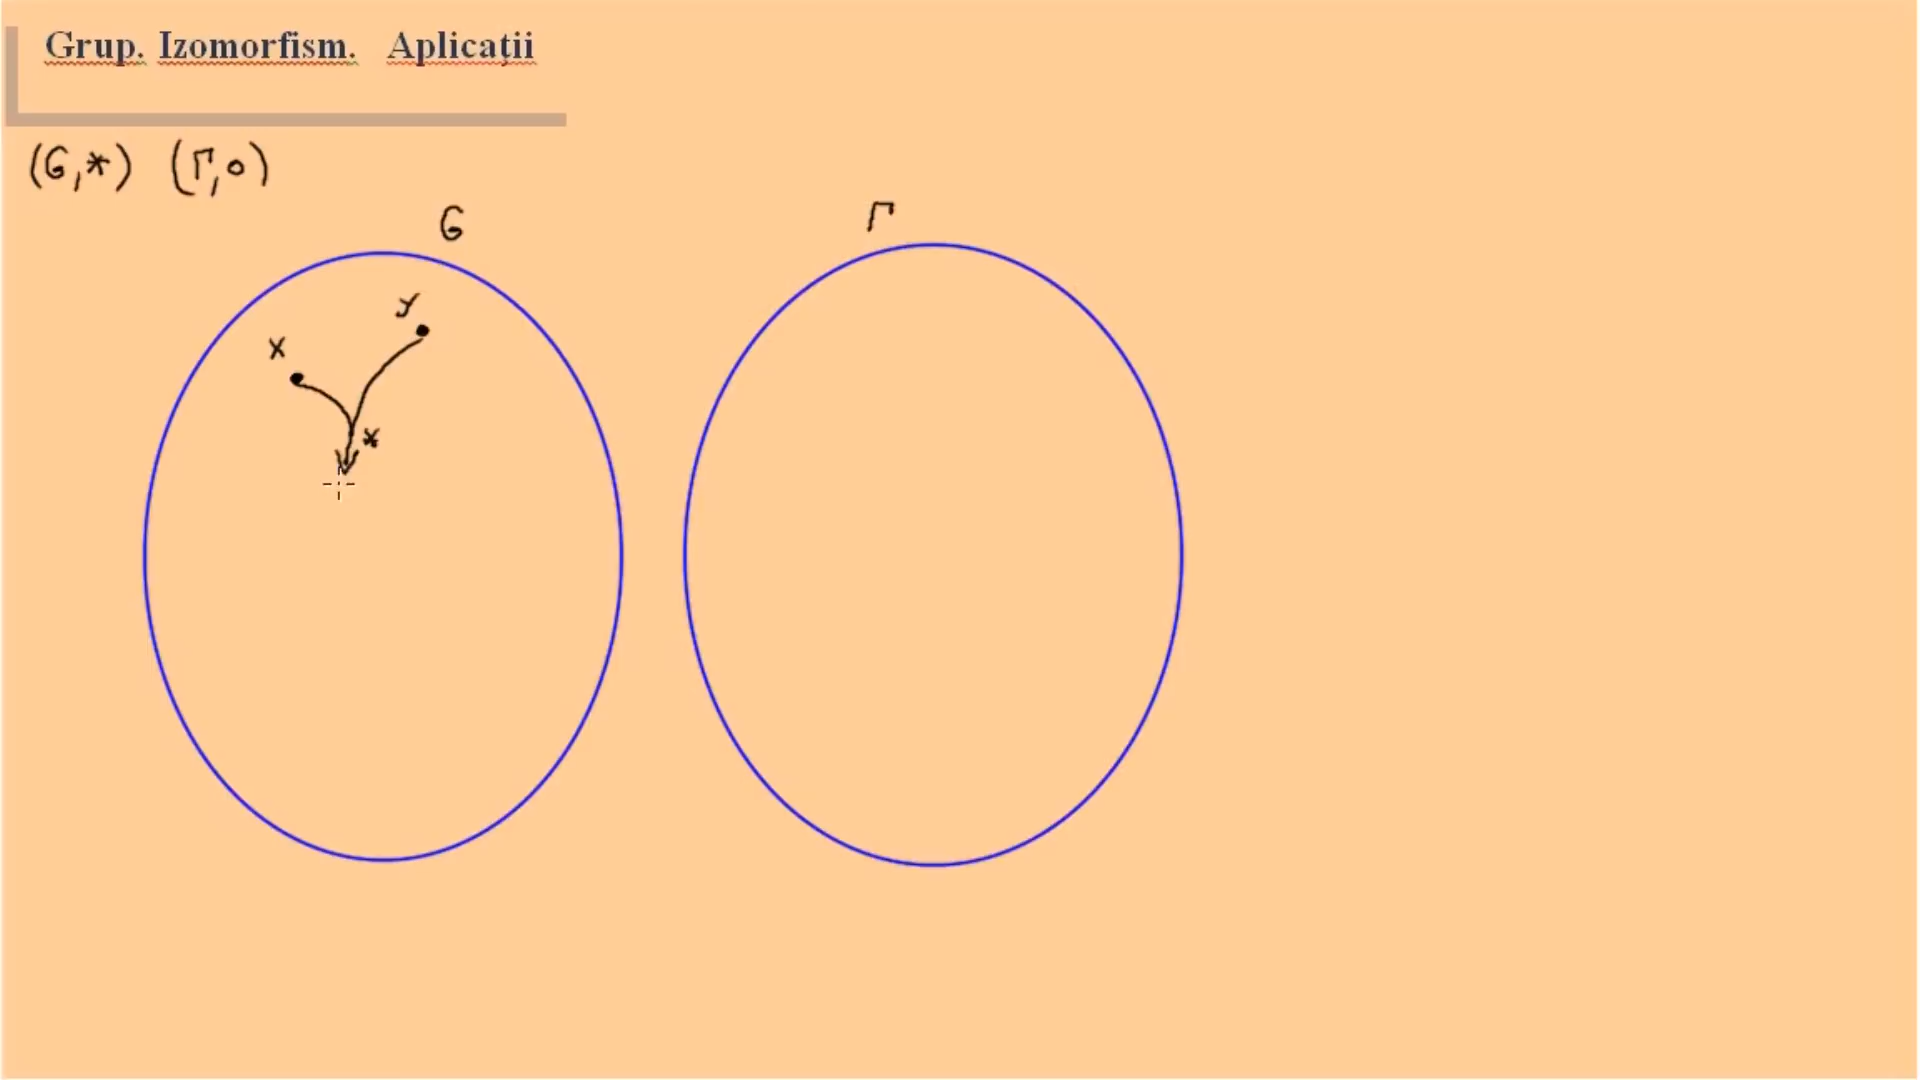 Grup. Izomorfism. Aplicații
(G,*) (Γ,∘)
G
Γ
y
x
*